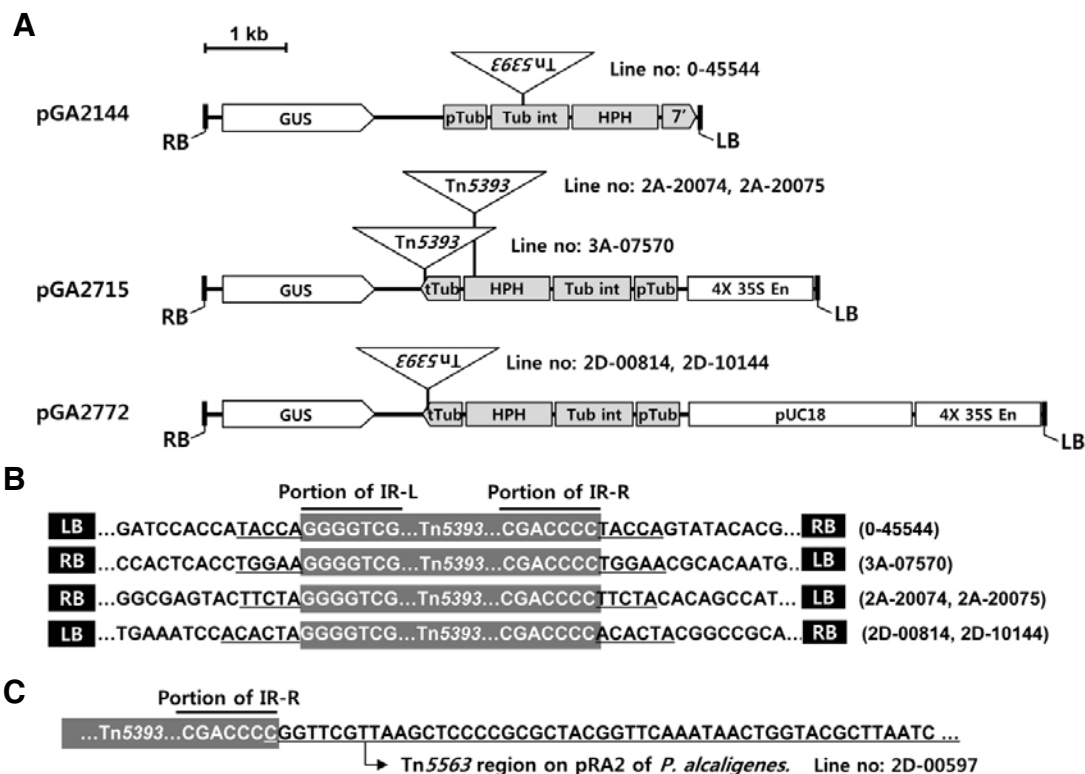 A
1 kb
Tn5393
Line no: 0-45544
pGA2144
GUS
pTub
Tub int
HPH
7'
RB
LB
Tn5393
Line no: 2A-20074, 2A-20075
Tn5393
Line no: 3A-07570
pGA2715
GUS
tTub
HPH
Tub int
pTub
4X 35S En
RB
LB
Tn5393
Line no: 2D-00814, 2D-10144
pGA2772
GUS
tTub
HPH
Tub int
pTub
pUC18
4X 35S En
RB
LB
B
Portion of IR-L
Portion of IR-R
LB ...GATCCACCATACCAGGGGTCG...Tn5393...CGACCCCTACCAGTATACACG... RB (0-45544)
RB ...CCACTCACCTGGAAGGGGTCG...Tn5393...CGACCCCTGGAACGCACAATG... LB (3A-07570)
RB ...GGCGAGTACTTCTAGGGGTCG...Tn5393...CGACCCCTTCTACACAGCCAT... LB (2A-20074, 2A-20075)
LB ...TGAAATCCACACTAGGGGTCG...Tn5393...CGACCCCACACTACGGCCGCA... RB (2D-00814, 2D-10144)
C
Portion of IR-R
...Tn5393...CGACCCCGGTTCGTTAAGCTCCCCGCGCTACGGTTCAAATAACTGGTACGCTTAATC ...
Tn5563 region on pRA2 of P. alcaligenes. Line no: 2D-00597